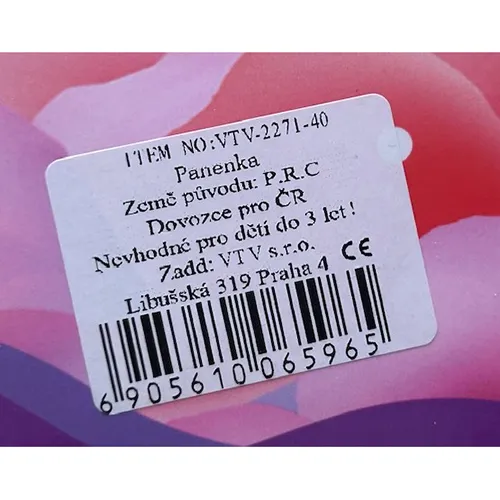 ITEM NO:VTV-2271-40
Panenka
Země původu: P.R.C
Dovozce pro ČR
Nevhodné pro děti do 3 let!
Zadd: VTV s.r.o. CE
Libušská 319 Praha 4
6905610065965